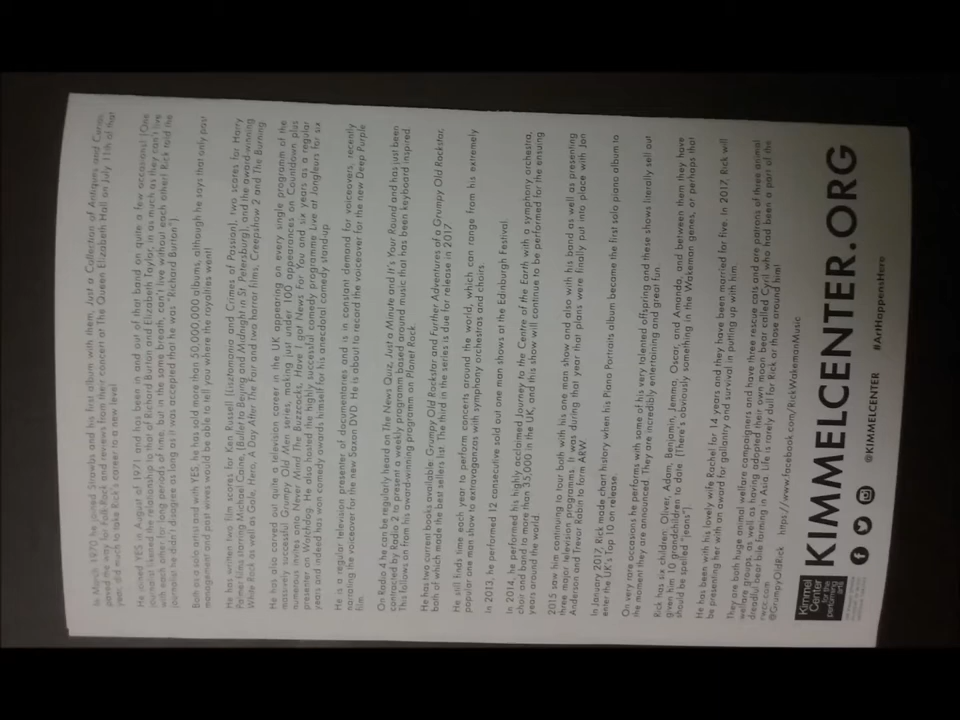 In March 1970 he joined Strawbs and his first album with them, Just a Collection of Antiques and Curios
paved the way for Folk-Rock and reviews from their concert at The Queen Elizabeth Hall on July 11th of that
year, did much to take Rick's career to a new level
He joined YES in August of 1971 and has been in and out of that band on quite a few occasions! [One
journalist likened the relationship to that of Richard Burton and Elizabeth Taylor, in as much as they can't live
with each other for long periods of time, but in the same breath, can't live without each other! Rick told the
journalist he didn't disagree as long as it was accepted that he was "Richard Burton"]
Both as a solo artist and with YES, he has sold more than 50,000,000 albums, although he says that only past
management and past wives would be able to tell you where the royalties went!
He has written two film scores for Ken Russell [Lisztomania and Crimes of Passion], two scores for Harry
Palmer films starring Michael Caine, [Bullet to Beijing and Midnight in St Petersburg], and the award-winning
White Rock as well as Gole, Hero, A Day After The Fair and two horror films, Creepshow 2 and The Burning
He has also carved out quite a television career in the UK appearing on every single programme of the
massively successful Grumpy Old Men series, making just under 100 appearances on Countdown plus
numerous invites onto Never Mind The Buzzcocks, Have I got News for You and six years as a regular
presenter on Watchdog. He also hosted the highly successful comedy programme Live at Jongleurs for six
years and indeed has won comedy awards himself for his anecdotal comedy standup
He is a regular television presenter of documentaries and is in constant demand for voiceovers, recently
narrating the voiceover for the new Saxon DVD. He is about to record the voiceover for the new Deep Purple
film.
On Radio 4 he can be regularly heard on The News Quiz, Just a Minute and It's Your Round and has just been
contracted by Radio 2 to present a weekly programme based around music that has been keyboard inspired.
This follows on from his award-winning programme on Planet Rock
He has two current books available: Grumpy Old Rockstar and Further Adventures of a Grumpy Old Rockstar,
both of which made the best sellers list. The third in the series is due for release in 2017
He still finds time each year to perform concerts around the world, which can range from his extremely
popular one man show to extravaganzas with symphony orchestras and choirs
In 2013, he performed 12 consecutive sold out one man shows at the Edinburgh Festival
In 2014, he performed his highly acclaimed Journey to the Centre of the Earth with a symphony orchestra,
choir and band to more than 35,000 in the UK, and this show will continue to be performed for the ensuing
years around the world.
2015 saw him continuing to tour both with his one man show and also with his band as well as presenting
three major television programmes. It was during that year that plans were finally put into place with Jon
Anderson and Trevor Rabin to form ARW
In January 2017, Rick made chart history when his Piano Portraits album became the first solo piano album to
enter the UK's Top 10 on release.
On very rare occasions he performs with some of his very talented offspring and these shows literally sell out
the moment they are announced. They are incredibly entertaining and great fun.
Rick has six children, Oliver, Adam, Benjamin, Jemma, Oscar, and Amanda, and between them they have
given him 10 grandchildren to date [There's obviously something in the Wakeman genes, or perhaps that
should be spelled "jeans"]
He has been with his lovely wife Rachel for 14 years and they have been married for five. In 2017, Rick will
be presenting her with an award for gallantry and survival in putting up with him
They are both huge animal welfare campaigners and have three rescue cats and are patrons of three animal
welfare groups, as well as having adopted their own moon bear called Cyril who had been a part of the
dreadful bear bile farming in Asia. Life is rarely dull for Rick or those around him!
@GrumpyOldRick https://www.facebook.com/RickWakemanMusic
Kimmel
Center
for the
performing
arts
KIMMELCENTER.ORG
@KIMMELCENTER #ArtHappensHere